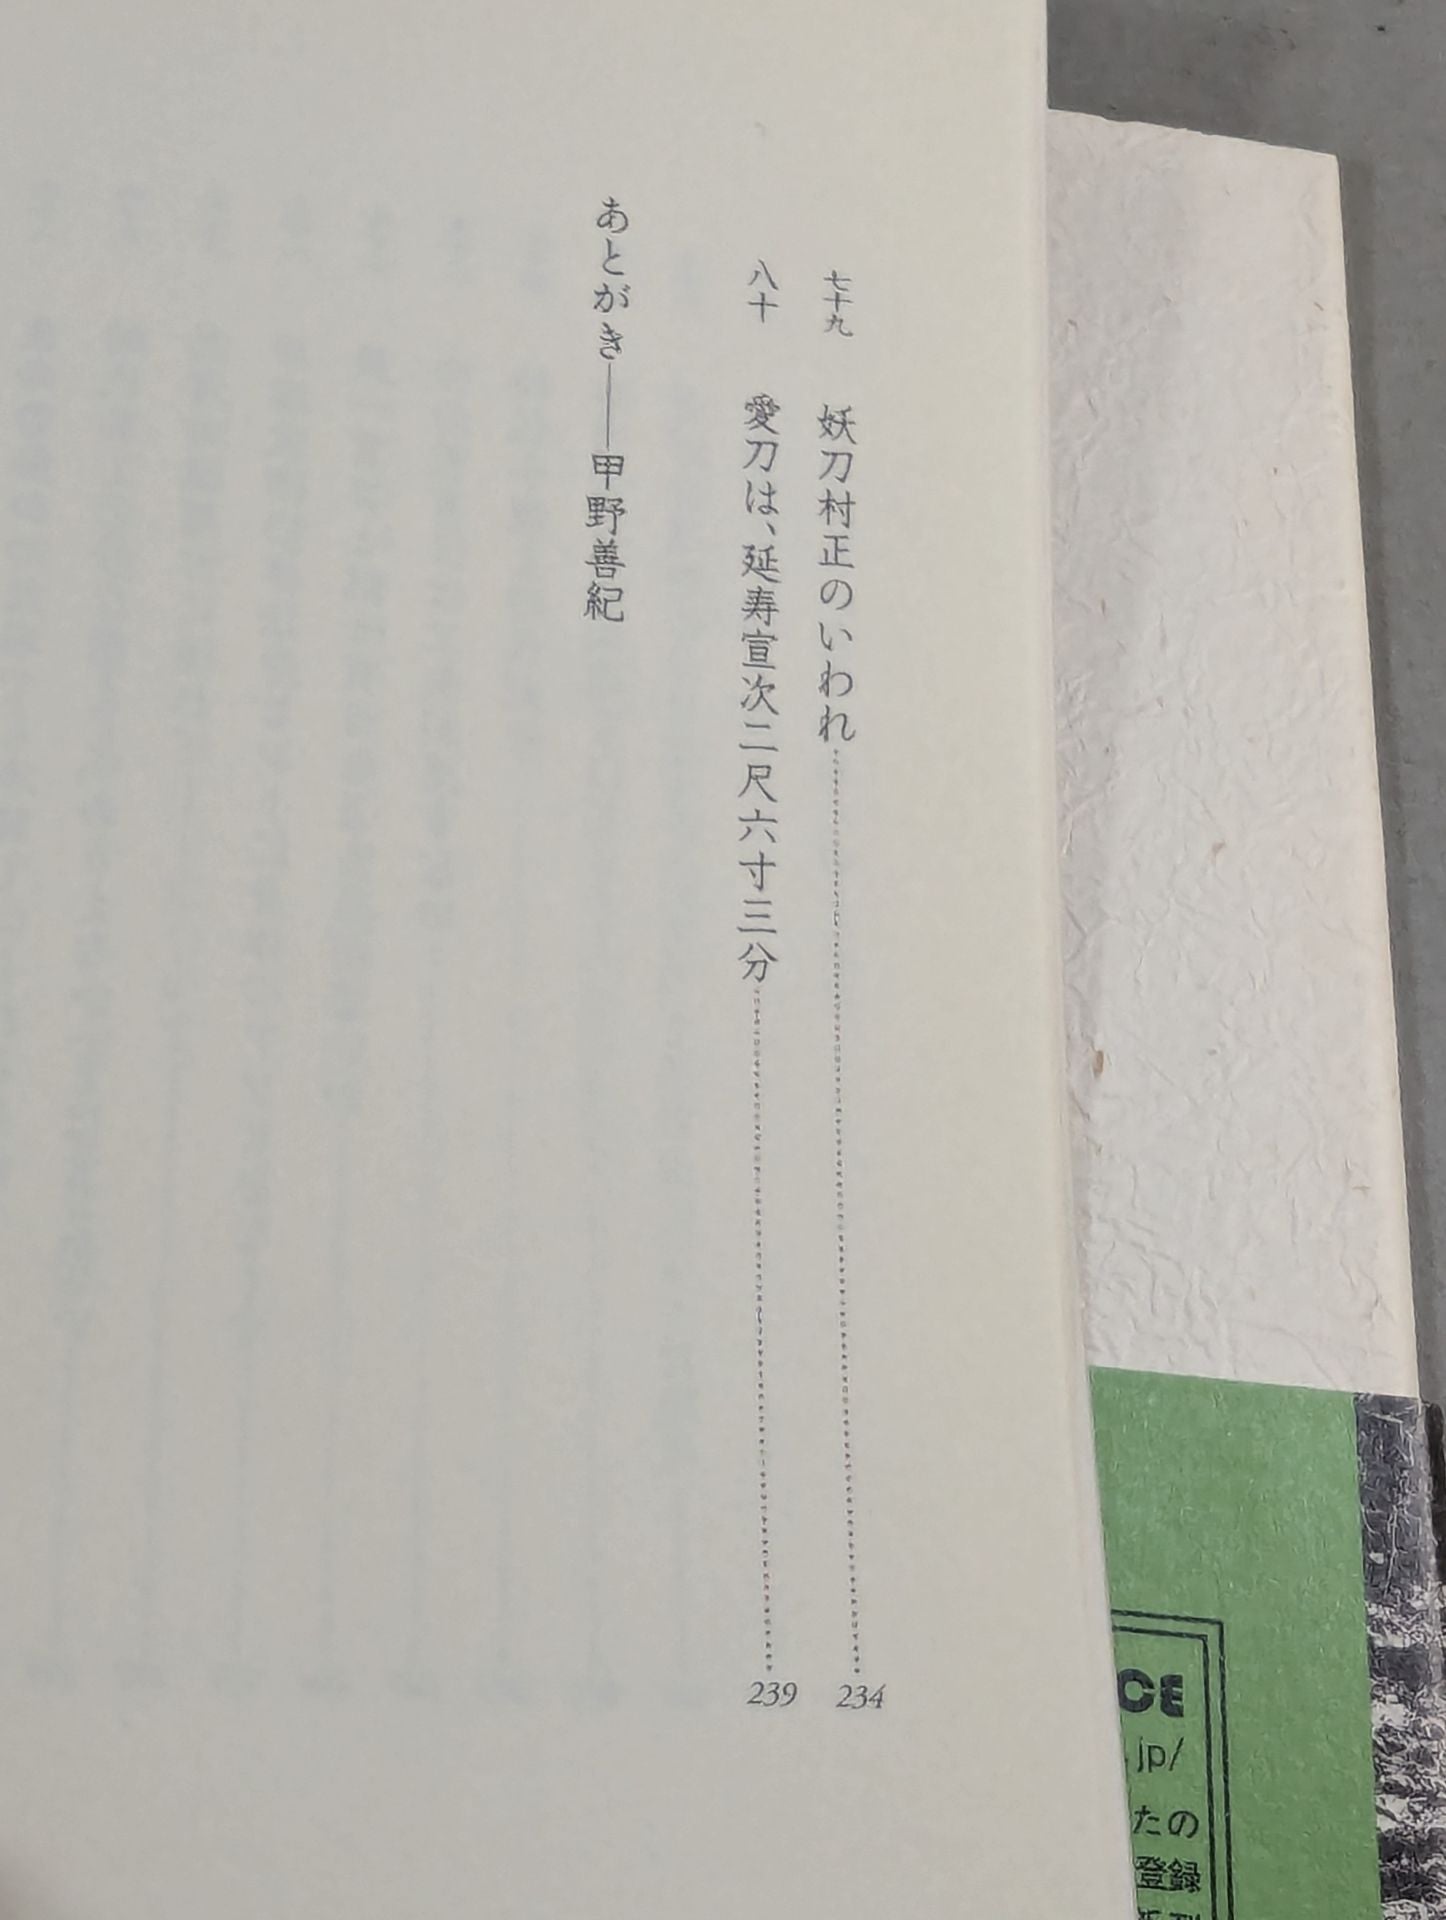 七十九 妖刀村正のいわれ 234
八十 愛刀は、延寿宣次二尺六寸三分 239
あとがき――甲野善紀
CE
.jp/
たの
登録